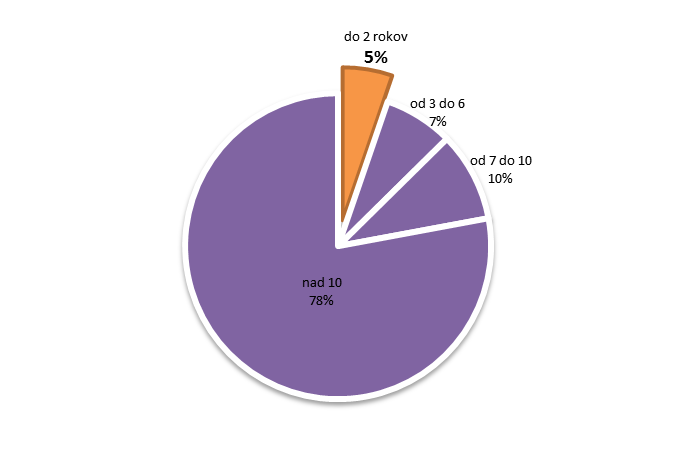 do 2 rokov
5%
od 3 do 6
7%
od 7 do 10
10%
nad 10
78%